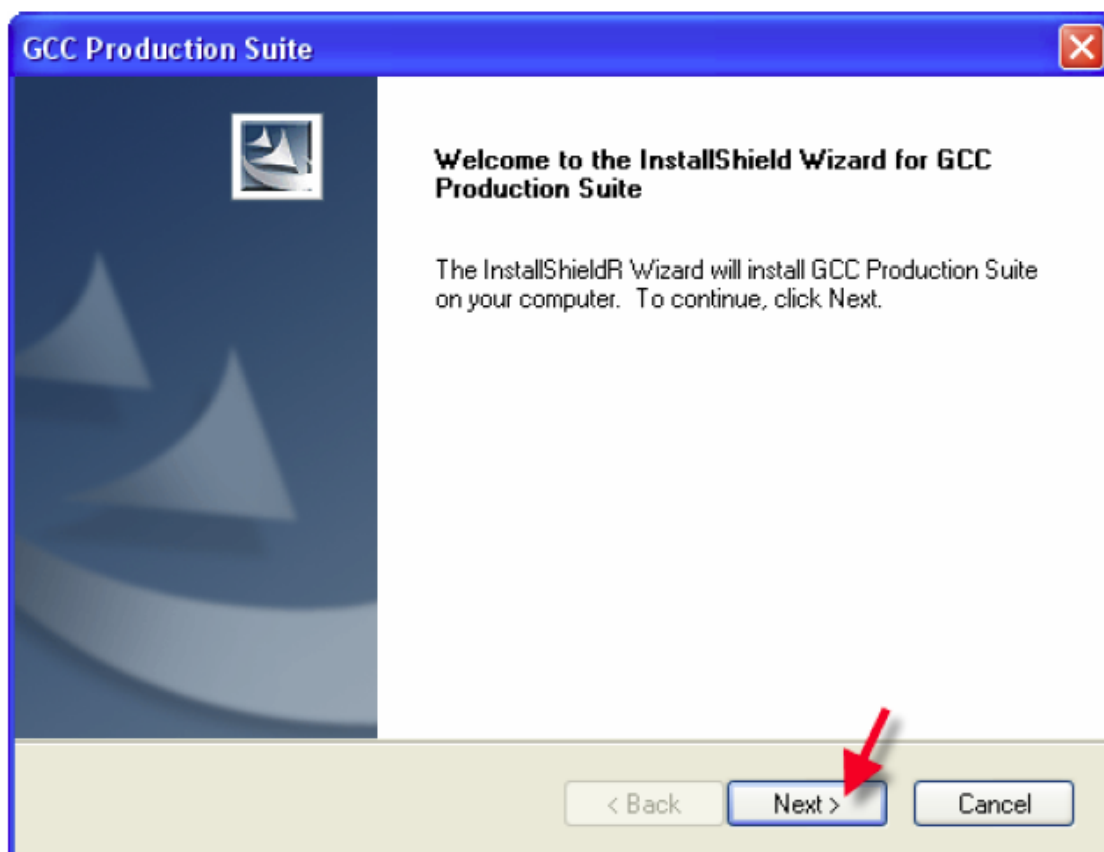 GCC Production Suite
Welcome to the InstallShield Wizard for GCC
Production Suite
The InstallShieldR Wizard will install GCC Production Suite
on your computer.  To continue, click Next.
< Back
Next >
Cancel